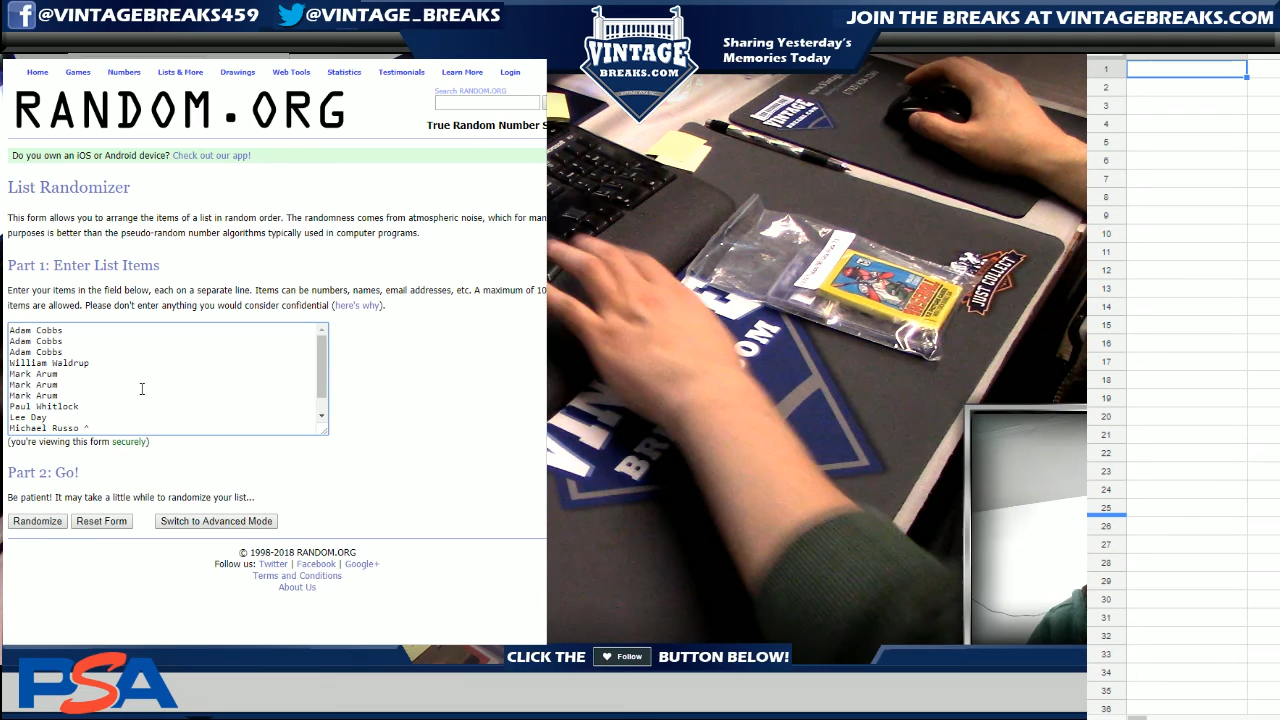 @VINTAGEBREAKS459
@VINTAGE_BREAKS
JOIN THE BREAKS AT VINTAGEBREAKS.COM
VINTAGE
BREAKS.COM
Sharing Yesterday's
Memories Today
Home Games Numbers Lists & More Drawings Web Tools Statistics Testimonials Learn More Login
RANDOM.ORG
Search RANDOM.ORG
True Random Number S
Do you own an iOS or Android device? Check out our app!
List Randomizer
This form allows you to arrange the items of a list in random order. The randomness comes from atmospheric noise, which for man
purposes is better than the pseudo-random number algorithms typically used in computer programs.
Part 1: Enter List Items
Enter your items in the field below, each on a separate line. Items can be numbers, names, email addresses, etc. A maximum of 10
items are allowed. Please don't enter anything you would consider confidential (here's why).
Adam Cobbs
Adam Cobbs
Adam Cobbs
William Waldrup
Mark Arum
Mark Arum
Mark Arum
Paul Whitlock
Lee Day
Michael Russo ^
(you're viewing this form securely)
Part 2: Go!
Be patient! It may take a little while to randomize your list...
Randomize Reset Form Switch to Advanced Mode
© 1998-2018 RANDOM.ORG
Follow us: Twitter | Facebook | Google+
Terms and Conditions
About Us
VINTAGE
BREAKS.COM
JUST COLLECT
BASEBALL
CLICK THE Follow BUTTON BELOW!
PSA
1
2
3
4
5
6
7
8
9
10
11
12
13
14
15
16
17
18
19
20
21
22
23
24
25
26
27
28
29
30
31
32
33
34
35
36